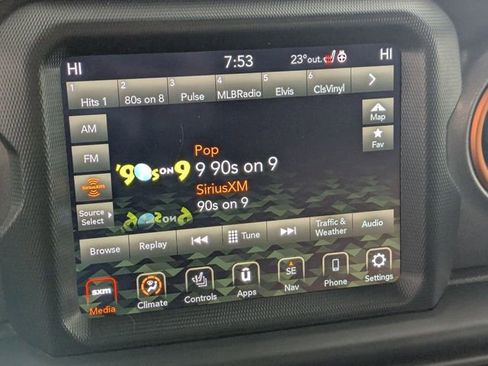 HI 7:53 23°out. HI
1 2 3 4 5 6
Hits 1 80s on 8 Pulse MLBRadio Elvis ClsVinyl
AM
Map
FM
Fav
Pop
'90s ON 9
9 90s on 9
SiriusXM
SiriusXM
90s on 9
Source
Select
Browse Replay Tune Traffic &
Weather Audio
sxm
Media Climate Controls Apps SE
Nav Phone Settings